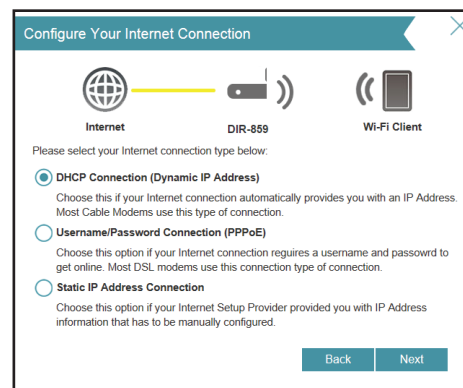 Configure Your Internet Connection
Internet
DIR-859
Wi-Fi Client
Please select your Internet connection type below:
DHCP Connection (Dynamic IP Address)
Choose this if your Internet connection automatically provides you with an IP Address.
Most Cable Modems use this type of connection.
Username/Password Connection (PPPoE)
Choose this option if your Internet connection requires a username and passowrd to
get online. Most DSL modems use this connection type of connection.
Static IP Address Connection
Choose this option if your Internet Setup Provider provided you with IP Address
information that has to be manually configured.
Back
Next